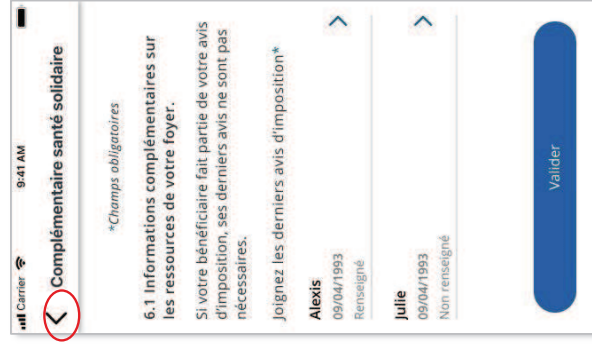 Carrier 9:41 AM
Complémentaire santé solidaire
*Champs obligatoires
6.1 Informations complémentaires sur
les ressources de votre foyer.
Si votre bénéficiaire fait partie de votre avis
d'imposition, ses derniers avis ne sont pas
nécessaires.
Joignez les derniers avis d'imposition*
Alexis
09/04/1993
Renseigné
Julie
09/04/1993
Non renseigné
Valider